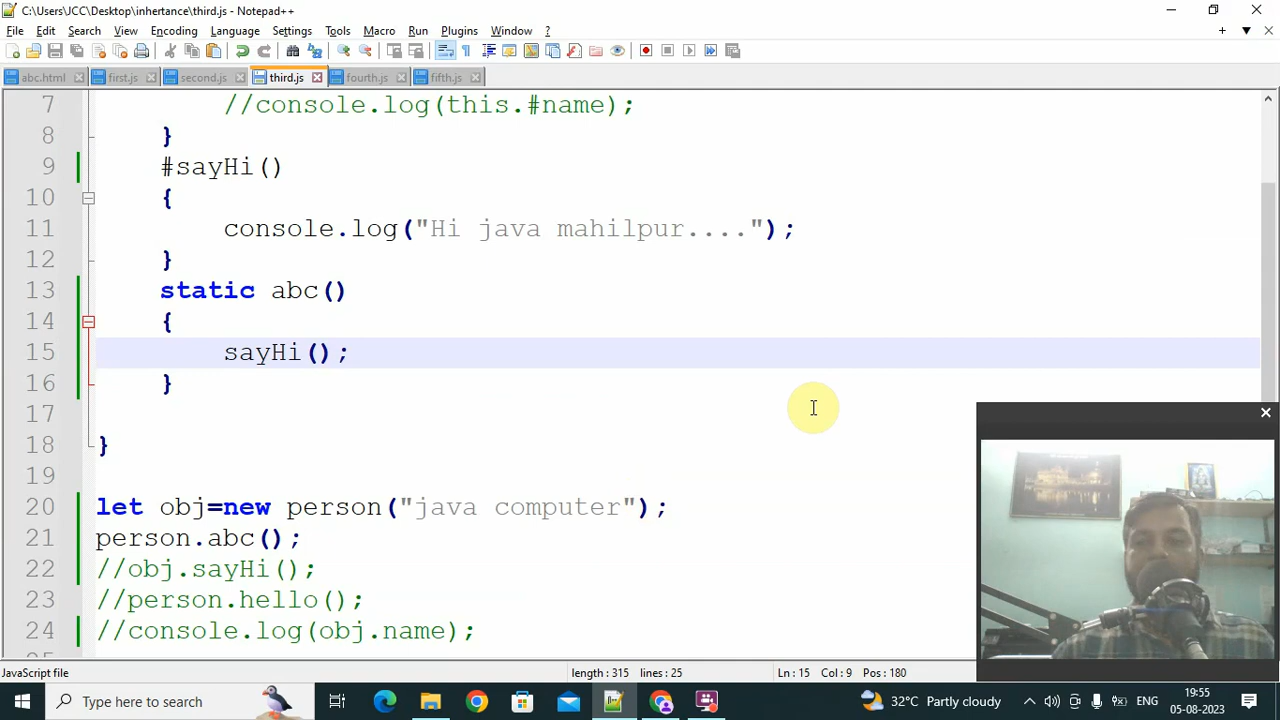 C:\Users\JCC\Desktop\inhertance\third.js - Notepad++
File Edit Search View Encoding Language Settings Tools Macro Run Plugins Window ?
abc.html first.js second.js third.js fourth.js fifth.js
7 //console.log(this.#name);
8 }
9 #sayHi()
10 {
11 console.log("Hi java mahilpur....");
12 }
13 static abc()
14 {
15 sayHi();
16 }
17
18 }
19
20 let obj=new person("java computer");
21 person.abc();
22 //obj.sayHi();
23 //person.hello();
24 //console.log(obj.name);
JavaScript file length : 315 lines : 25 Ln : 15 Col : 9 Pos : 180
Type here to search 32°C Partly cloudy ENG 19:55
05-08-2023